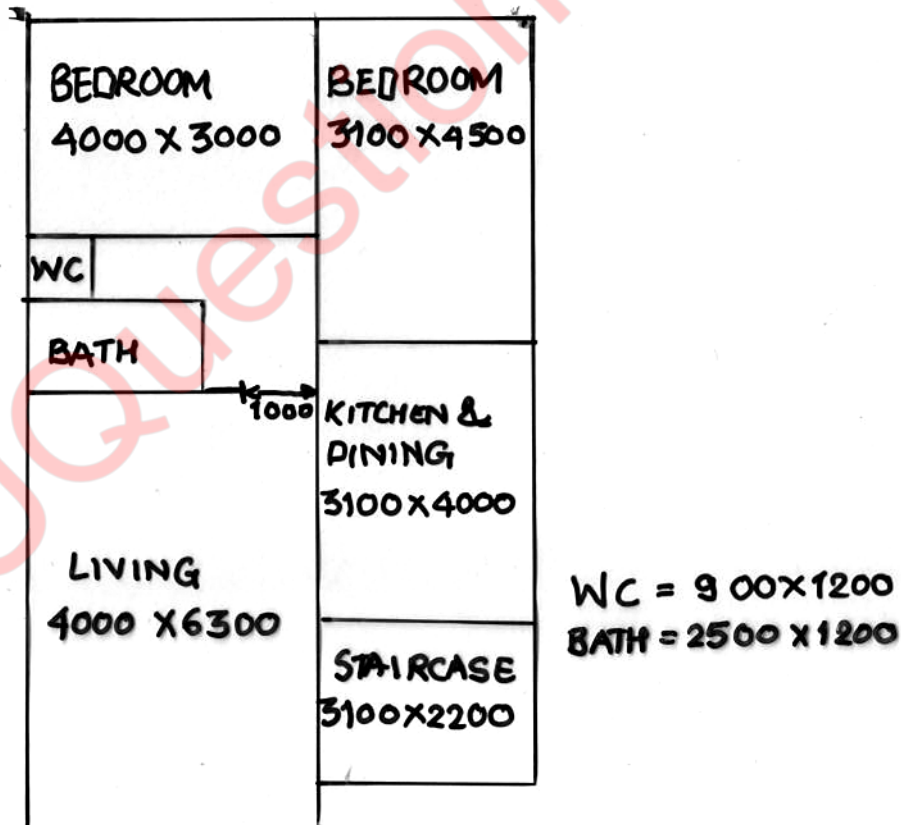 BEDROOM
4000 X 3000
BEDROOM
3100 X 4500
WC
BATH
1000
KITCHEN &
DINING
3100 X 4000
LIVING
4000 X 6300
STAIRCASE
3100 X 2200
WC = 900 X 1200
BATH = 2500 X 1200
Question